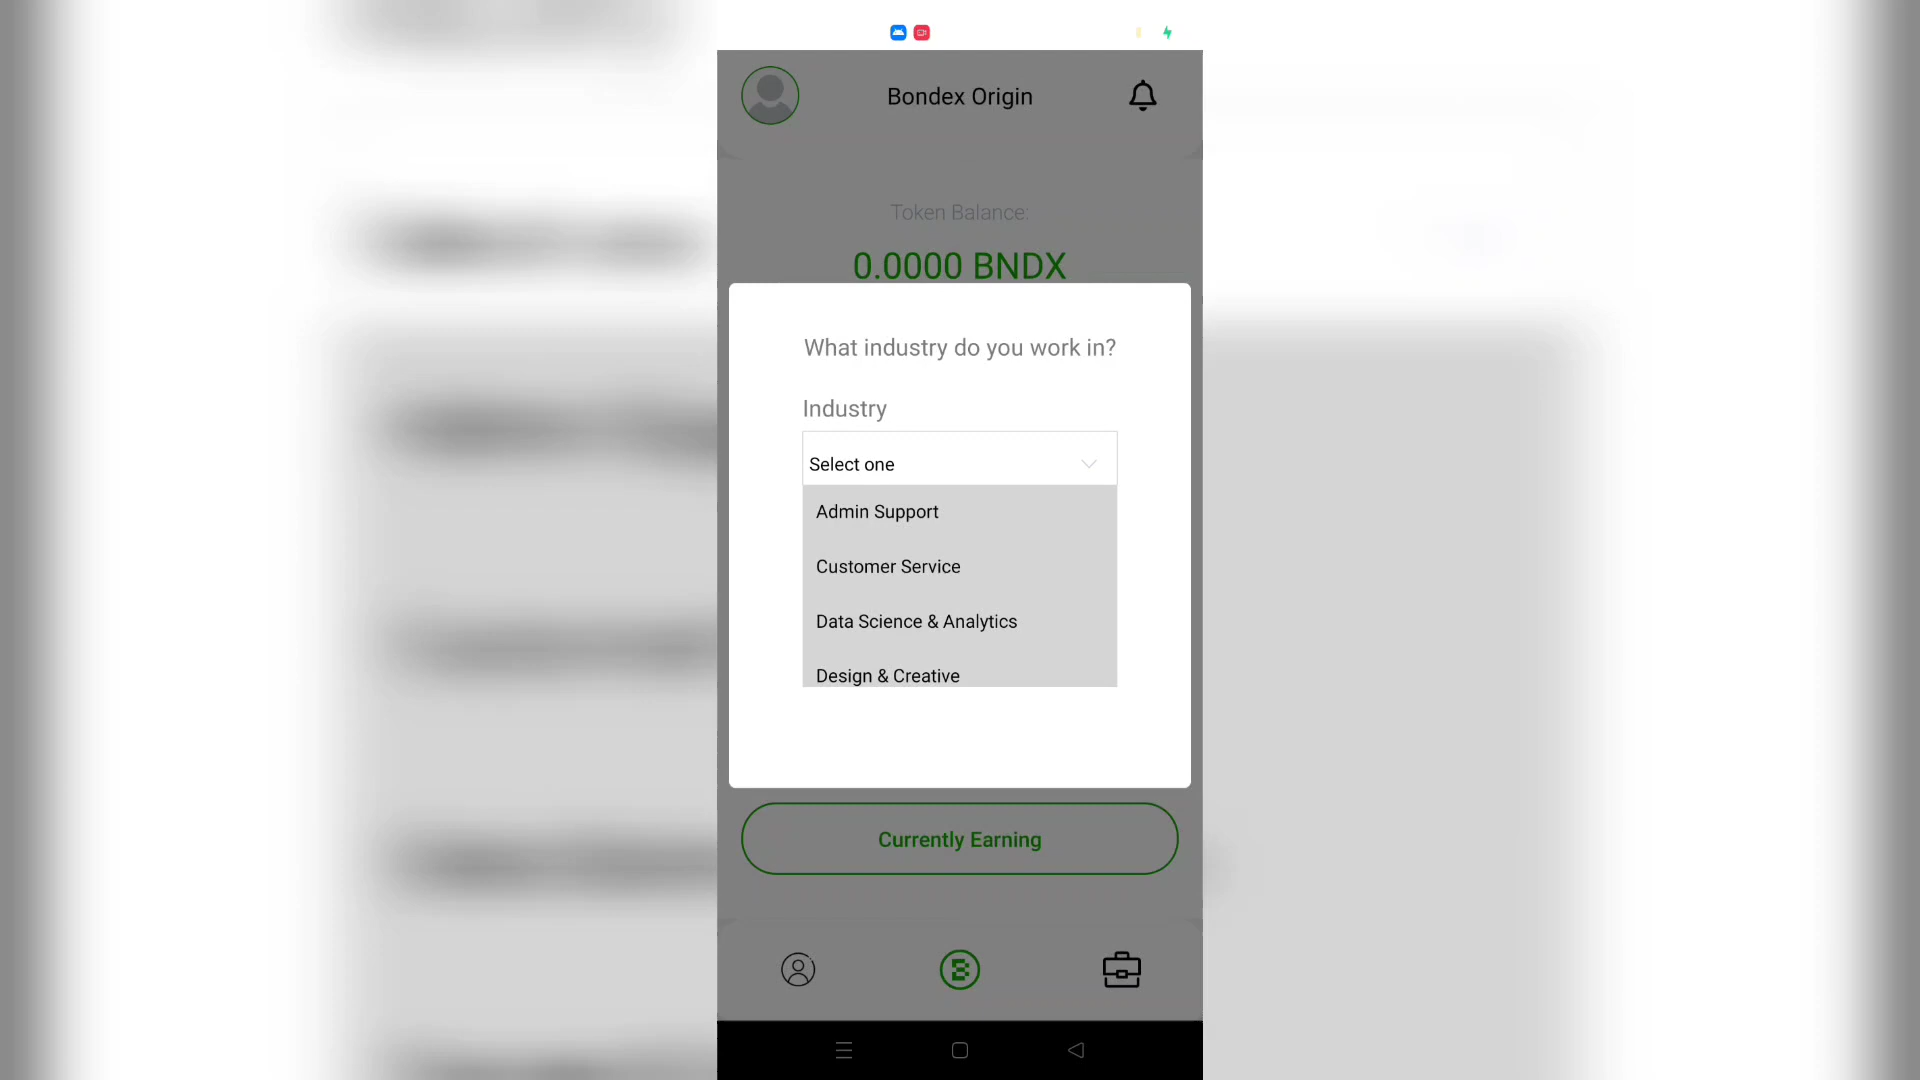 Bondex Origin
Token Balance:
0.0000 BNDX
What industry do you work in?
Industry
Select one
Admin Support
Customer Service
Data Science & Analytics
Design & Creative
Currently Earning